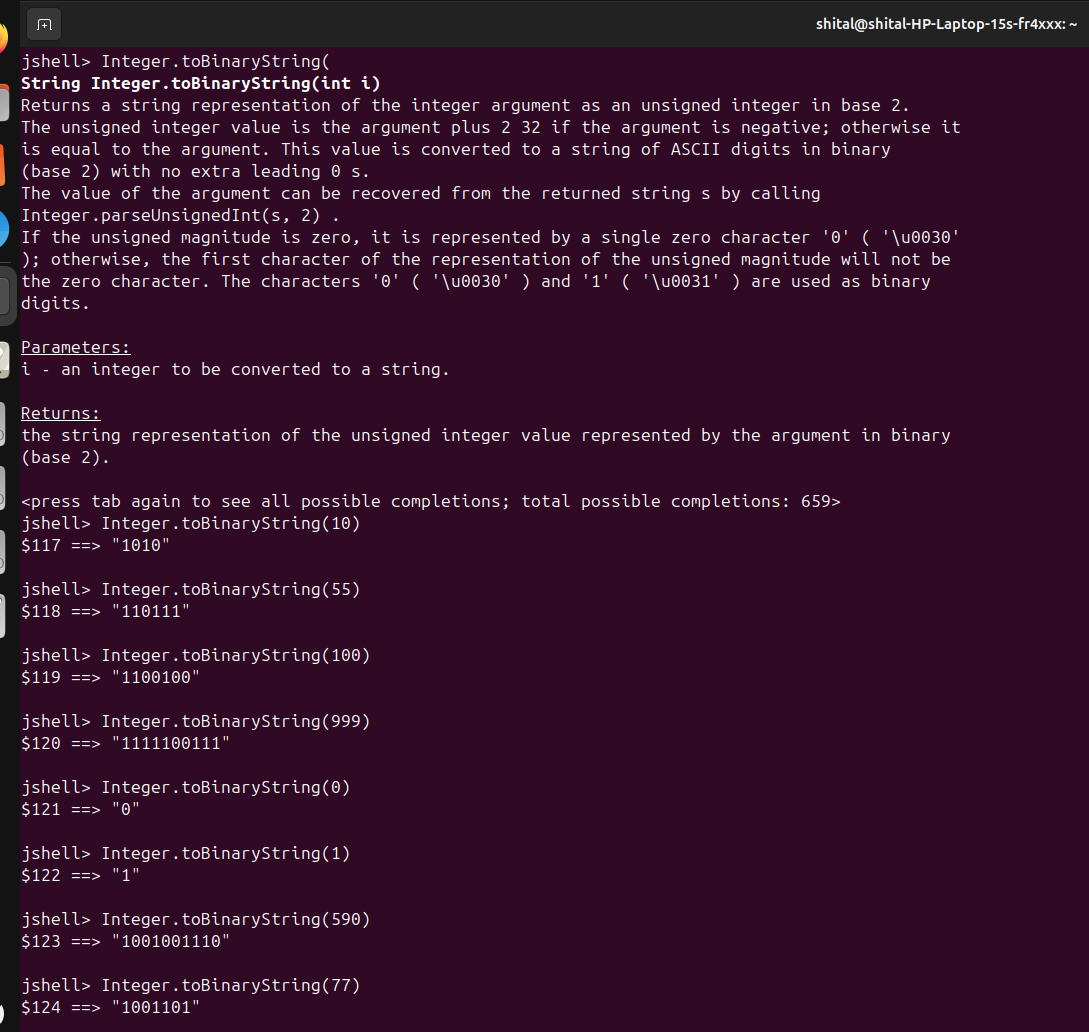 shital@shital-HP-Laptop-15s-fr4xxx: ~
jshell> Integer.toBinaryString(
String Integer.toBinaryString(int i)
Returns a string representation of the integer argument as an unsigned integer in base 2.
The unsigned integer value is the argument plus 2 32 if the argument is negative; otherwise it
is equal to the argument. This value is converted to a string of ASCII digits in binary
(base 2) with no extra leading 0 s.
The value of the argument can be recovered from the returned string s by calling
Integer.parseUnsignedInt(s, 2) .
If the unsigned magnitude is zero, it is represented by a single zero character '0' ( '\u0030'
); otherwise, the first character of the representation of the unsigned magnitude will not be
the zero character. The characters '0' ( '\u0030' ) and '1' ( '\u0031' ) are used as binary
digits.
Parameters:
i - an integer to be converted to a string.
Returns:
the string representation of the unsigned integer value represented by the argument in binary
(base 2).
<press tab again to see all possible completions; total possible completions: 659>
jshell> Integer.toBinaryString(10)
$117 ==> "1010"
jshell> Integer.toBinaryString(55)
$118 ==> "110111"
jshell> Integer.toBinaryString(100)
$119 ==> "1100100"
jshell> Integer.toBinaryString(999)
$120 ==> "1111100111"
jshell> Integer.toBinaryString(0)
$121 ==> "0"
jshell> Integer.toBinaryString(1)
$122 ==> "1"
jshell> Integer.toBinaryString(590)
$123 ==> "1001001110"
jshell> Integer.toBinaryString(77)
$124 ==> "1001101"